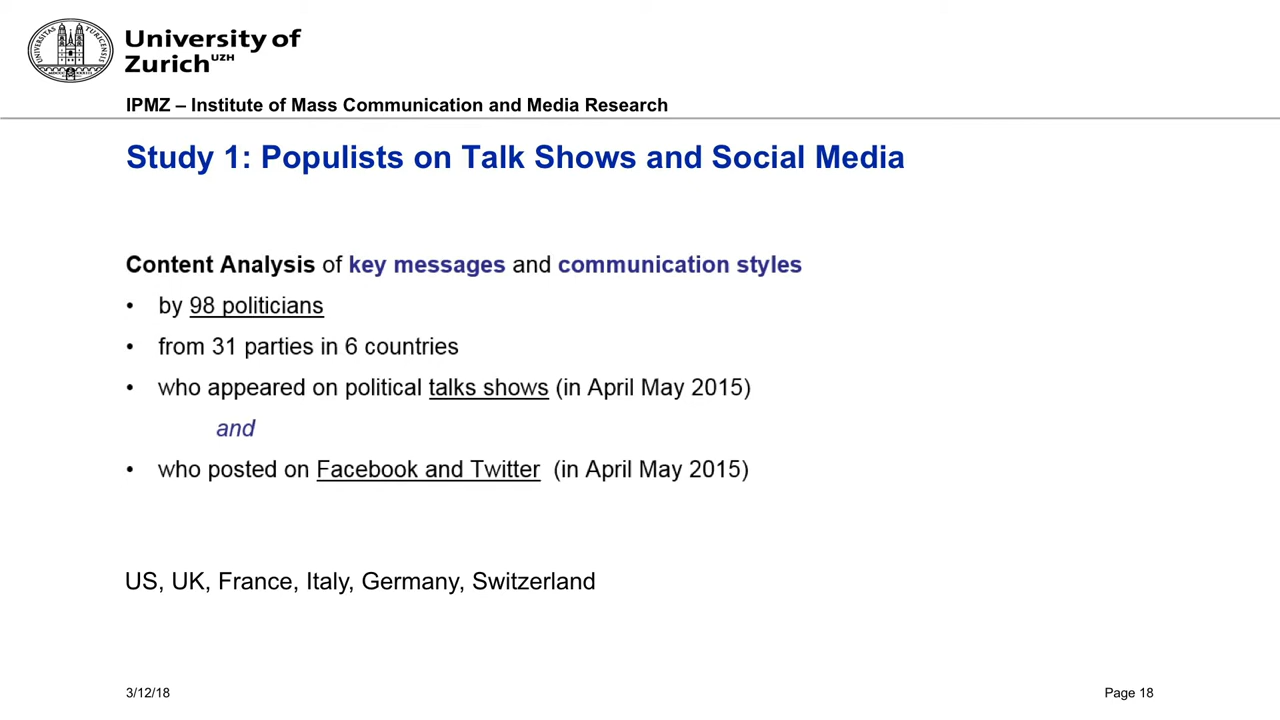 University of
Zurich UZH
IPMZ – Institute of Mass Communication and Media Research
Study 1: Populists on Talk Shows and Social Media
Content Analysis of key messages and communication styles
• by 98 politicians
• from 31 parties in 6 countries
• who appeared on political talks shows (in April May 2015)
and
• who posted on Facebook and Twitter (in April May 2015)
US, UK, France, Italy, Germany, Switzerland
3/12/18
Page 18